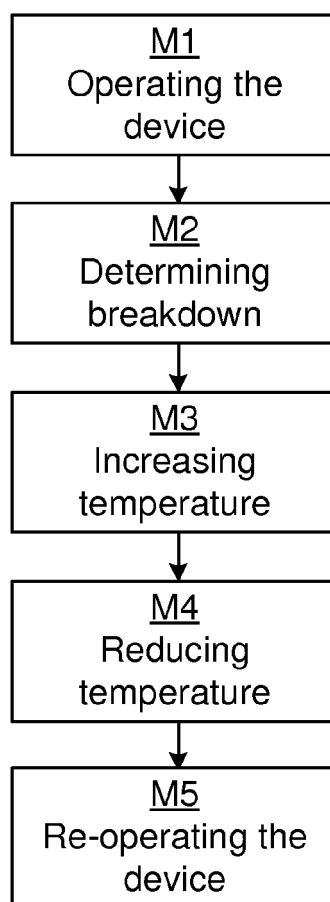 M1
Operating the
device
M2
Determining
breakdown
M3
Increasing
temperature
M4
Reducing
temperature
M5
Re-operating the
device